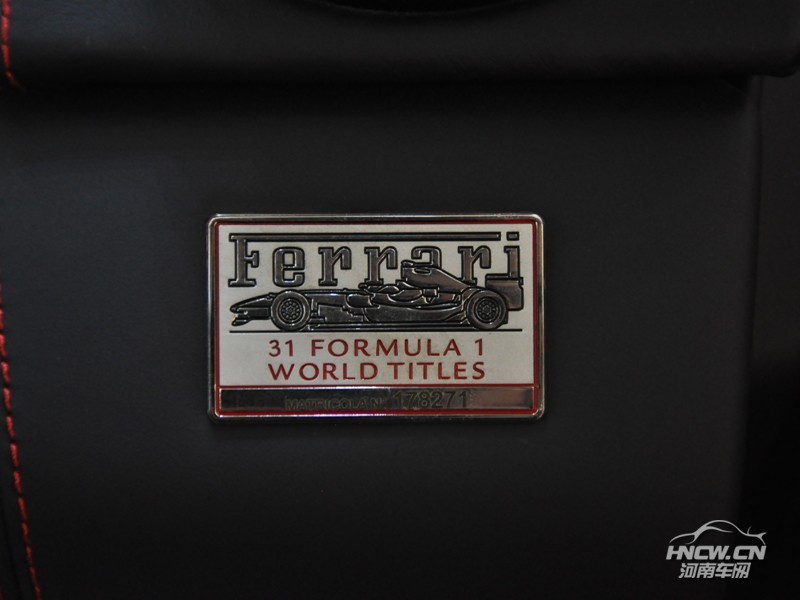 Ferrari
31 FORMULA 1
WORLD TITLES
MATRICOLA N. 178271
HNCW.CN
河南车网